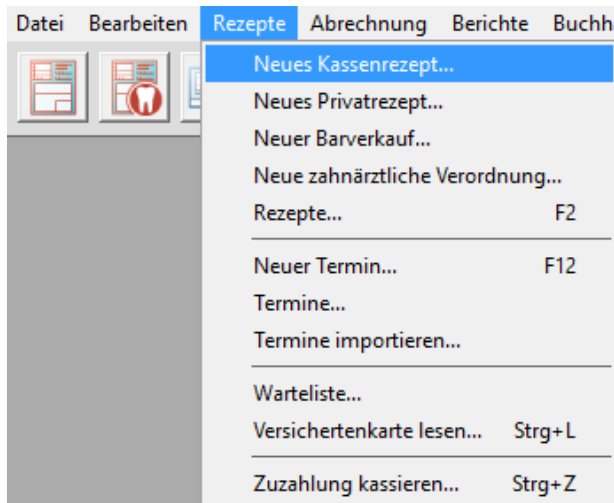 Datei Bearbeiten Rezepte Abrechnung Berichte Buchh
Neues Kassenrezept...
Neues Privatrezept...
Neuer Barverkauf...
Neue zahnärztliche Verordnung...
Rezepte... F2
Neuer Termin... F12
Termine...
Termine importieren...
Warteliste...
Versichertenkarte lesen... Strg+L
Zuzahlung kassieren... Strg+Z